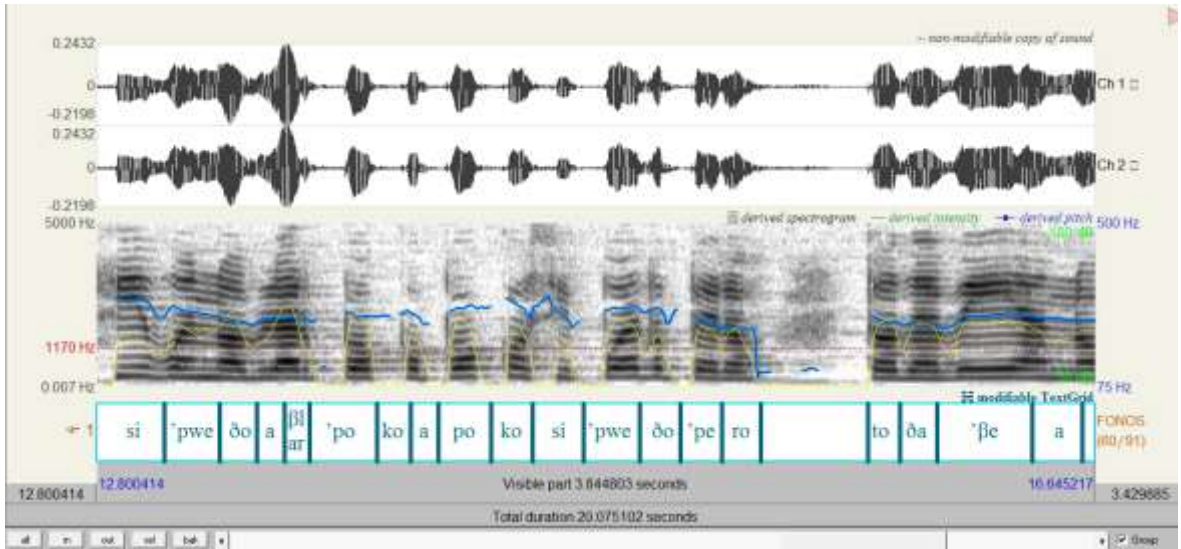 ~ non-modifiable copy of sound
0.2432
0
-0.2198
Ch 1
0.2432
0
-0.2198
Ch 2
5000 Hz
derived spectrogram — derived intensity derived pitch
500 Hz
1170 Hz
0.007 Hz
75 Hz
modifiable TextGrid
1 si ’pwe ðo a βl ar ’po ko a po ko si ’pwe ðo ’pe ro to ða ’βe a
12.800414 12.800414 Visible part 3.844803 seconds 16.645217 3.429885
Total duration 20.075102 seconds
all in out sel bak Group